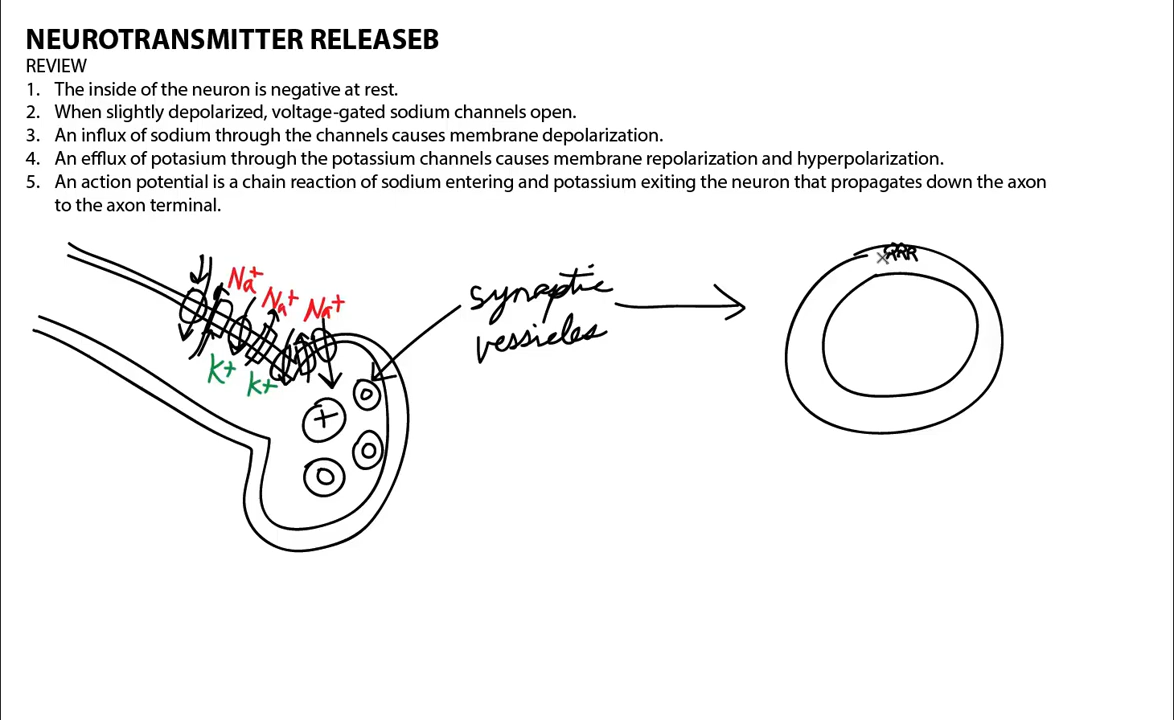 NEUROTRANSMITTER RELEASEB
REVIEW
1. The inside of the neuron is negative at rest.
2. When slightly depolarized, voltage-gated sodium channels open.
3. An influx of sodium through the channels causes membrane depolarization.
4. An efflux of potasium through the potassium channels causes membrane repolarization and hyperpolarization.
5. An action potential is a chain reaction of sodium entering and potassium exiting the neuron that propagates down the axon
to the axon terminal.
Na+ Na+ Na+
K+ K+
+
synaptic
vessicles